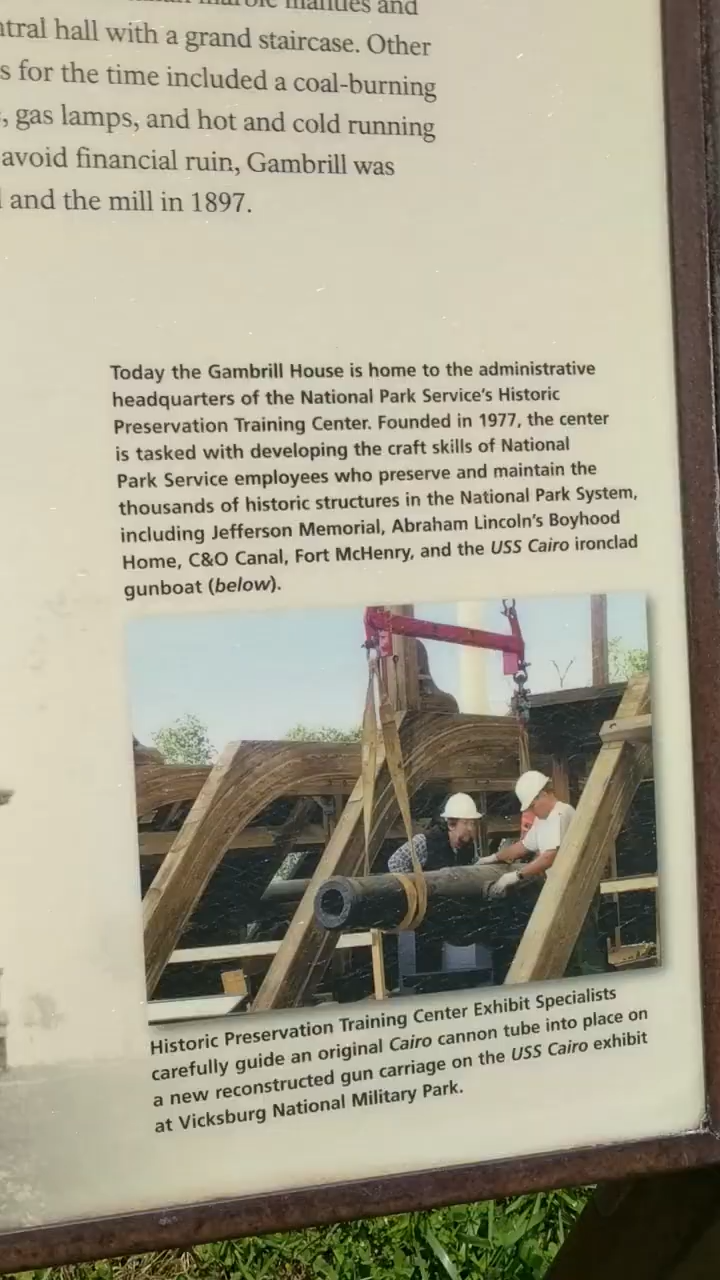 marble mantles and
ntral hall with a grand staircase. Other
s for the time included a coal-burning
, gas lamps, and hot and cold running
avoid financial ruin, Gambrill was
and the mill in 1897.
Today the Gambrill House is home to the administrative
headquarters of the National Park Service's Historic
Preservation Training Center. Founded in 1977, the center
is tasked with developing the craft skills of National
Park Service employees who preserve and maintain the
thousands of historic structures in the National Park System,
including Jefferson Memorial, Abraham Lincoln's Boyhood
Home, C&O Canal, Fort McHenry, and the USS Cairo ironclad
gunboat (below).
Historic Preservation Training Center Exhibit Specialists
carefully guide an original Cairo cannon tube into place on
a new reconstructed gun carriage on the USS Cairo exhibit
at Vicksburg National Military Park.